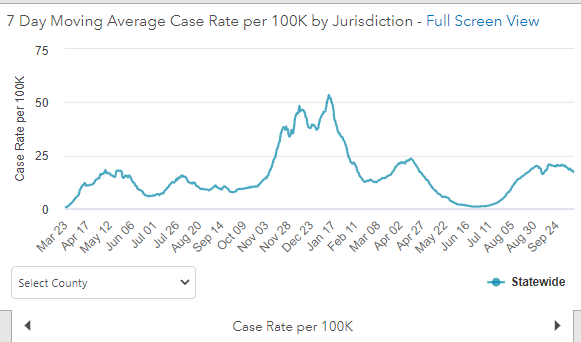 7 Day Moving Average Case Rate per 100K by Jurisdiction - Full Screen View
75
50
25
0
Case Rate per 100K
Mar 23
Apr 17
May 12
Jun 06
Jul 01
Jul 26
Aug 20
Sep 14
Oct 09
Nov 03
Nov 28
Dec 23
Jan 17
Feb 11
Mar 08
Apr 02
Apr 27
May 22
Jun 16
Jul 11
Aug 05
Aug 30
Sep 24
Select County
Statewide
Case Rate per 100K